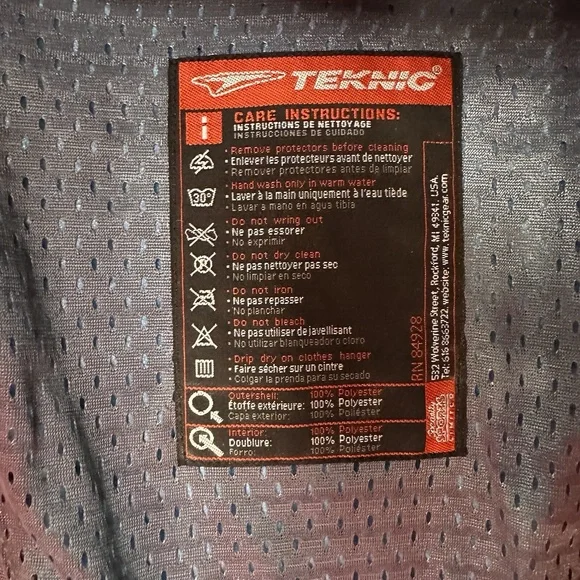 TEKNIC®
i
CARE INSTRUCTIONS:
INSTRUCTIONS DE NETTOYAGE
INSTRUCCIONES DE CUIDADO
• Remove protectors before cleaning
• Enlever les protecteurs avant de nettoyer
• Remover protectores antes de limpiar
30°
• Hand wash only in warm water
• Laver à la main uniquement à l'eau tiède
• Lavar a mano en agua tibia
• Do not wring out
• Ne pas essorer
• No exprimir
• Do not dry clean
• Ne pas nettoyer pas sec
• No limpiar en seco
• Do not iron
• Ne pas repasser
• No planchar
• Do not bleach
• Ne pas utiliser de javellisant
• No utilizar blanqueador o cloro
• Drip dry on clothes hanger
• Faire sécher sur un cintre
• Colgar la prenda para su secado
Outershell: 100% Polyester
Étoffe extérieure: 100% Polyester
Capa exterior: 100% Poliéster
Interior: 100% Polyester
Doublure: 100% Polyester
Forro: 100% Poliéster
RN 84928
552 Wolverine Street, Rockford, MI 49341, USA.
website: www.teknicgear.com